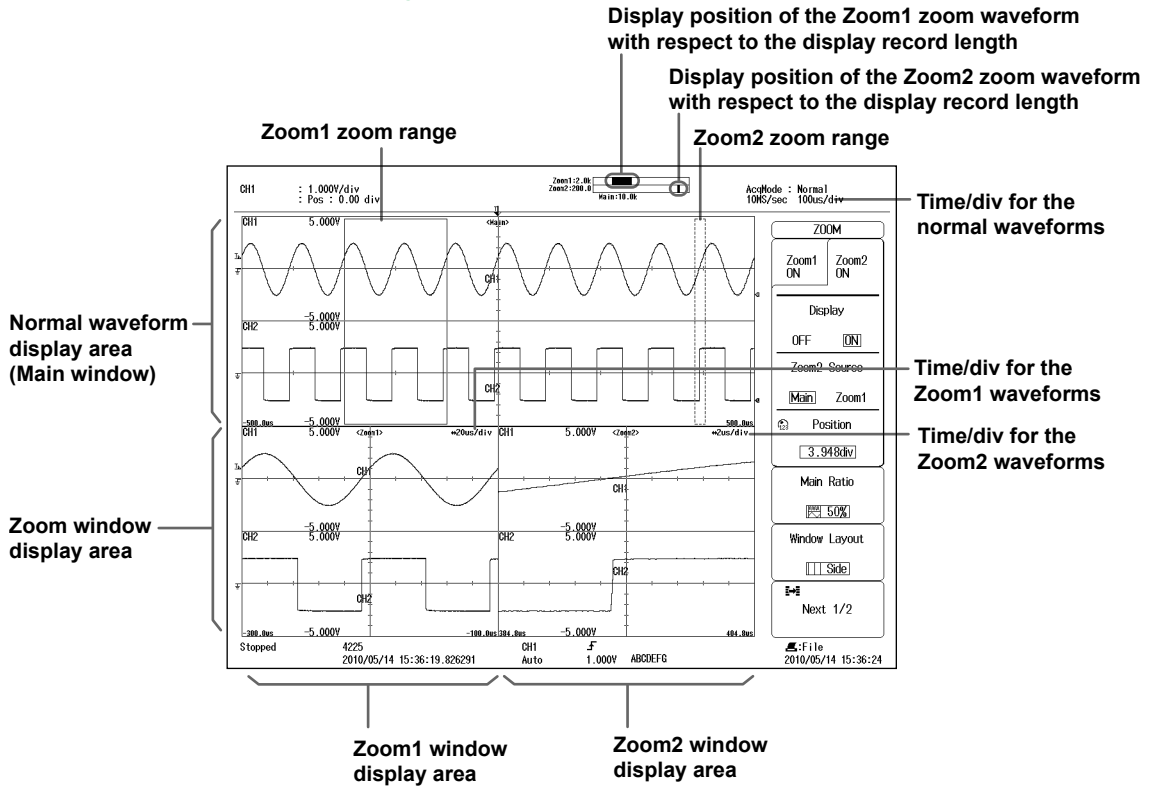 Display position of the Zoom1 zoom waveform
with respect to the display record length
Display position of the Zoom2 zoom waveform
with respect to the display record length
Zoom1 zoom range
Zoom2 zoom range
CH1 : 1.000V/div
: Pos : 0.00 div
Zoom1:2.0k
Zoom2:200.0
Main:10.0k
AcqMode : Normal
10MS/sec 100us/div
Time/div for the
normal waveforms
CH1 5.000V <Main>
CH1
-5.000V
CH2 5.000V
CH2
-500.0us -5.000V 500.0us
Normal waveform
display area
(Main window)
ZOOM
Zoom1 Zoom2
ON ON
Display
OFF ON
Zoom2 Source
Main Zoom1
Position
3.948div
Main Ratio
50%
Window Layout
Side
Next 1/2
Time/div for the
Zoom1 waveforms
Time/div for the
Zoom2 waveforms
CH1 5.000V <Zoom1> ↔20us/div
CH1
-5.000V
CH2 5.000V
CH2
-300.0us -5.000V -100.0us
CH1 5.000V <Zoom2> ↔2us/div
CH1
-5.000V
CH2 5.000V
CH2
384.8us -5.000V 404.8us
Zoom window
display area
Stopped 4225
2010/05/14 15:36:19.826291
CH1
Auto 1.000V ABCDEFG
:File
2010/05/14 15:36:24
Zoom1 window
display area
Zoom2 window
display area